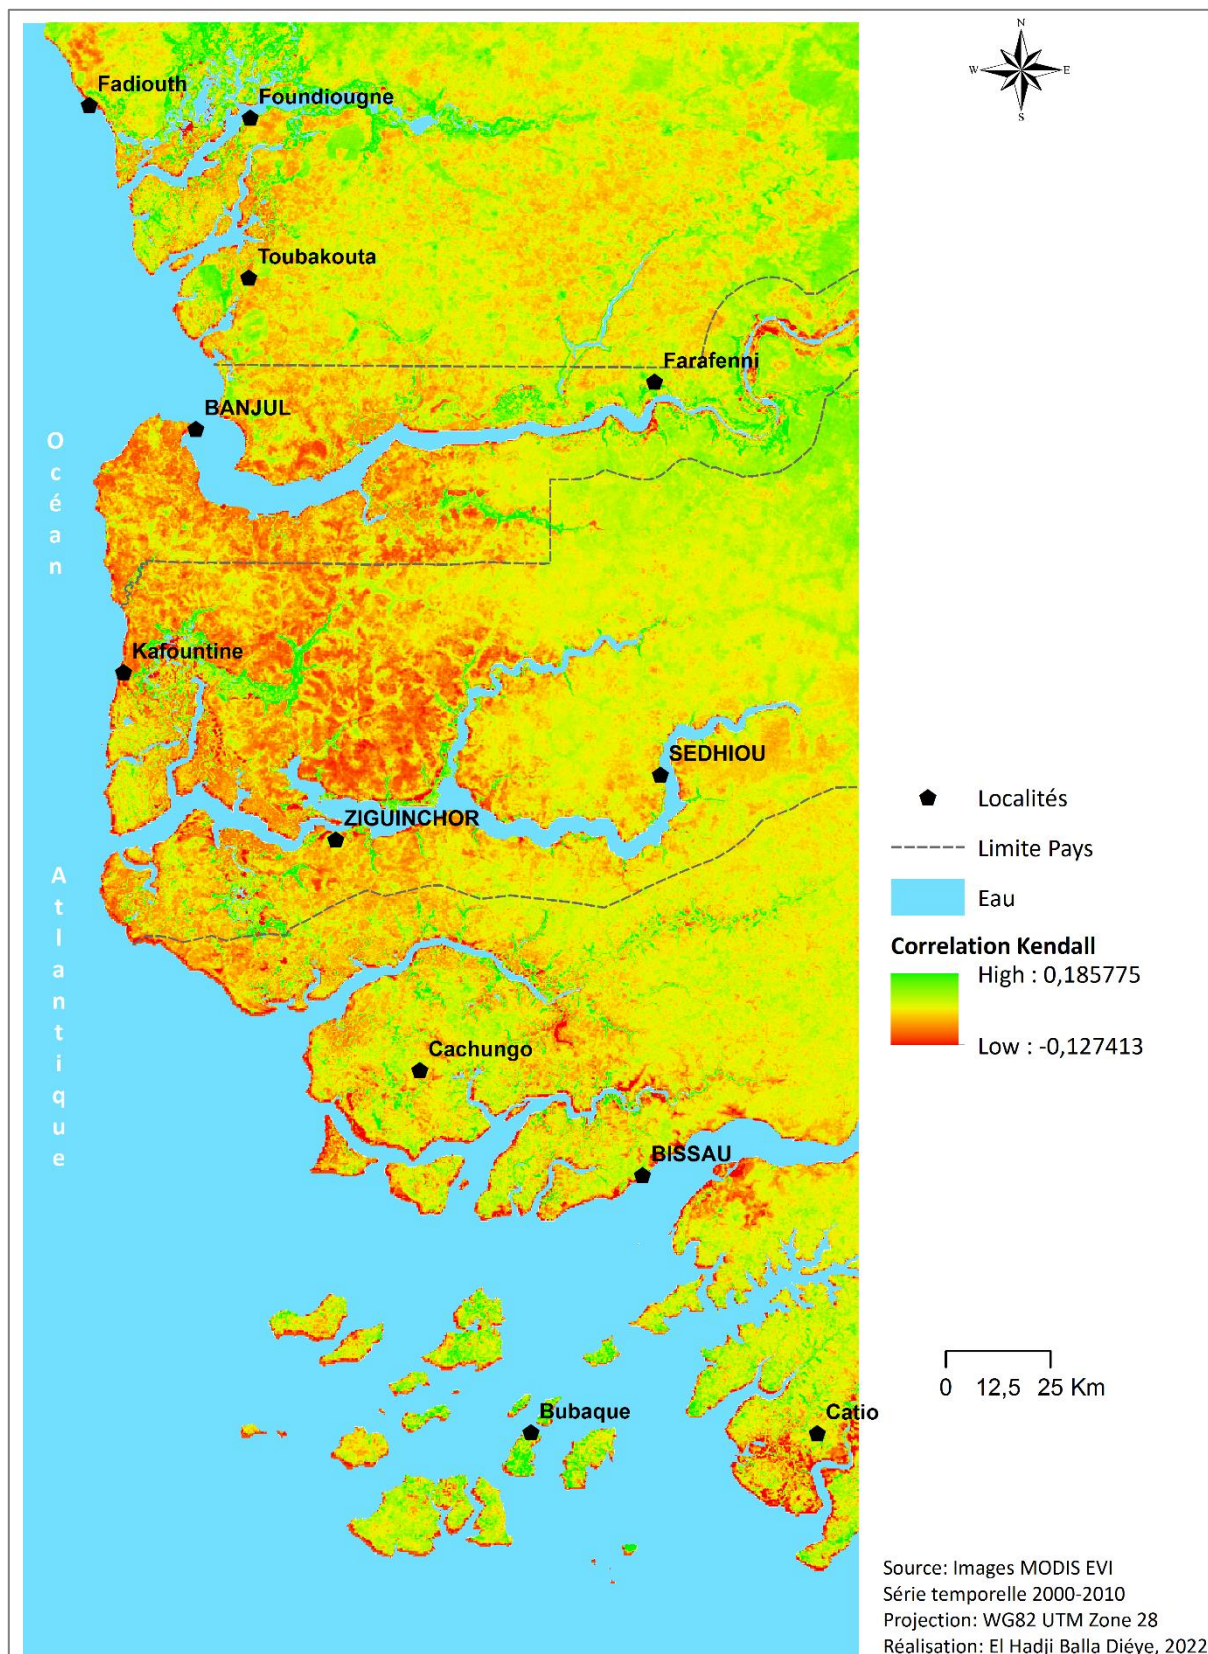 N
W
E
S
Fadiouth
Foundiougne
Toubakouta
Farafenni
BANJUL
Océan
Kafountine
SEDHIOU
ZIGUINCHOR
Atlantique
Cachungo
BISSAU
Bubaque
Catio
Localités
Limite Pays
Eau
Correlation Kendall
High : 0,185775
Low : -0,127413
0 12,5 25 Km
Source: Images MODIS EVI
Série temporelle 2000-2010
Projection: WG82 UTM Zone 28
Réalisation: El Hadji Balla Diéye, 2022